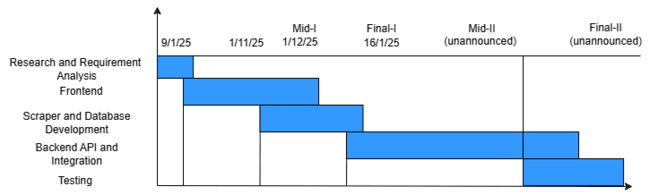 Mid-I
Final-I
Mid-II
Final-II
9/1/25
1/11/25
1/12/25
16/1/25
(unannounced)
(unannounced)
Research and Requirement
Analysis
Frontend
Scraper and Database
Development
Backend API and
Integration
Testing